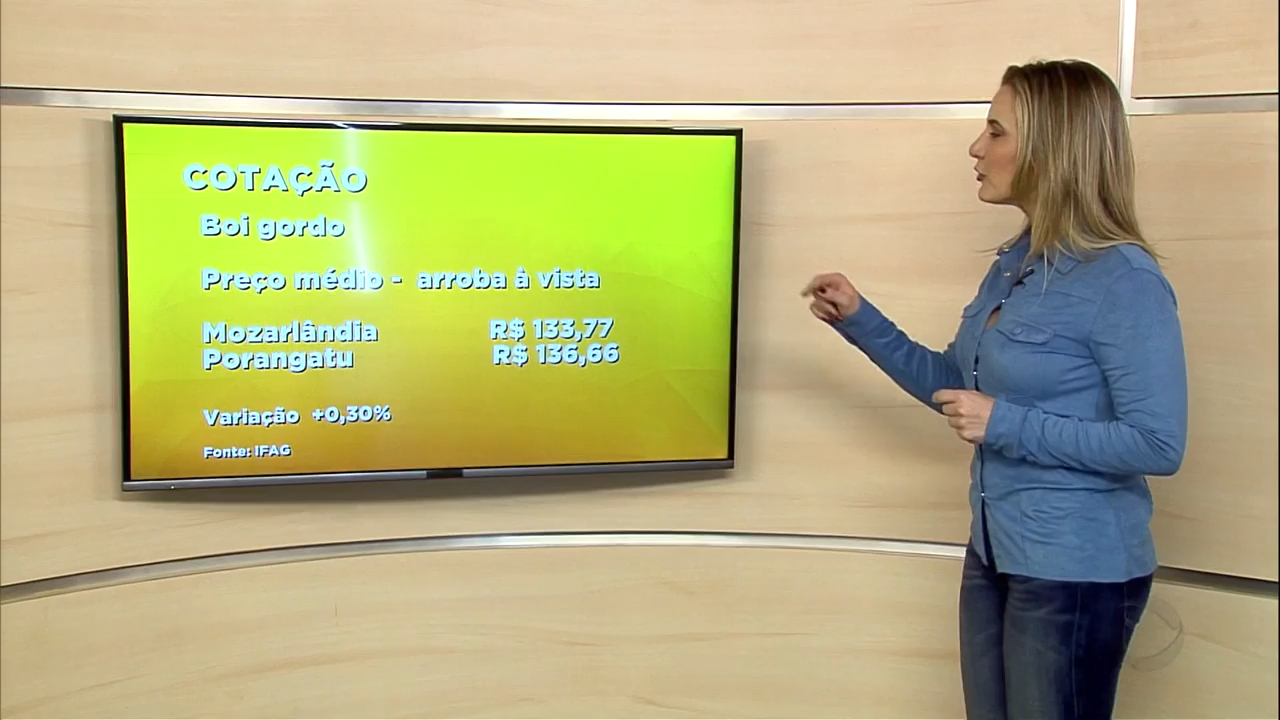 COTAÇÃO
Boi gordo
Preço médio - arroba à vista
Mozarlândia R$ 133,77
Porangatu R$ 136,66
Variação +0,30%
Fonte: IFAG